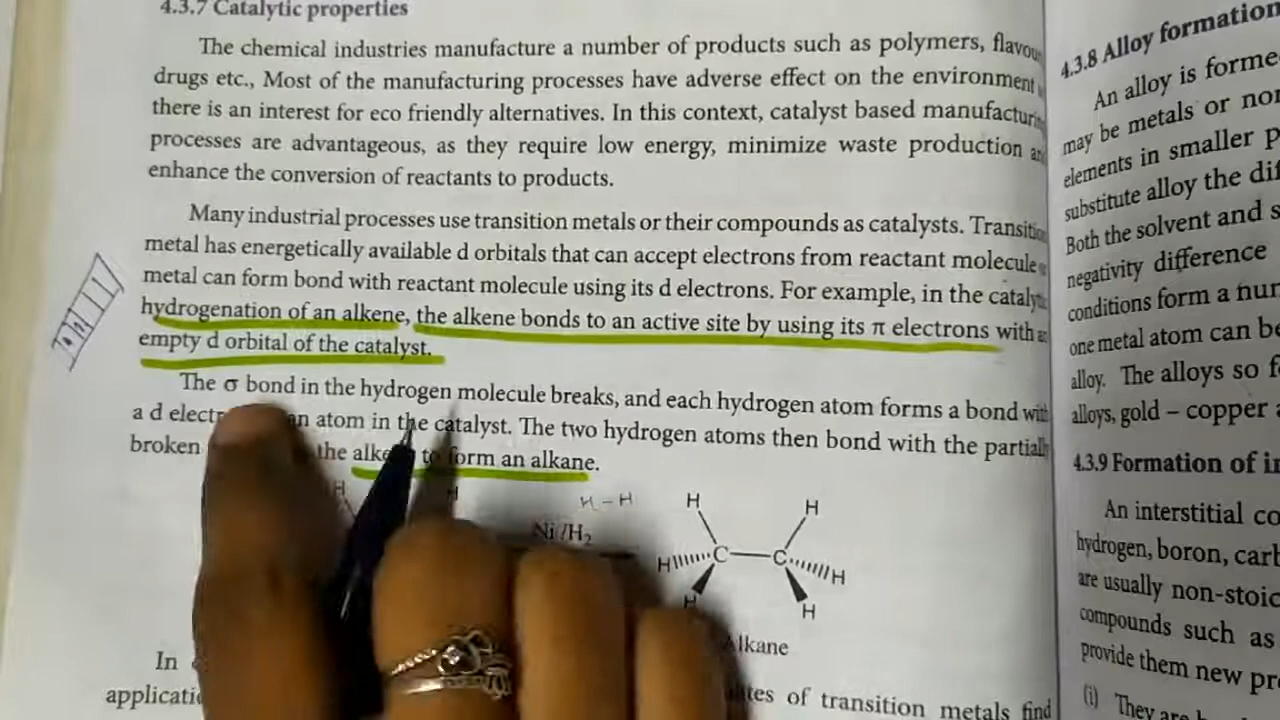 4.3.7 Catalytic properties
The chemical industries manufacture a number of products such as polymers, flavou
drugs etc., Most of the manufacturing processes have adverse effect on the environment
there is an interest for eco friendly alternatives. In this context, catalyst based manufacturin
processes are advantageous, as they require low energy, minimize waste production an
enhance the conversion of reactants to products.
Many industrial processes use transition metals or their compounds as catalysts. Transitio
metal has energetically available d orbitals that can accept electrons from reactant molecule
metal can form bond with reactant molecule using its d electrons. For example, in the cataly
hydrogenation of an alkene, the alkene bonds to an active site by using its π electrons with
empty d orbital of the catalyst.
The σ bond in the hydrogen molecule breaks, and each hydrogen atom forms a bond with
a d elect an atom in the catalyst. The two hydrogen atoms then bond with the partiall
broken the alke to form an alkane.
H H H – H H H
Ni/H₂
H C C H
H H
lkane
In
applicati tes of transition metals find
4.3.8 Alloy formation
An alloy is forme
may be metals or nor
elements in smaller p
substitute alloy the dif
Both the solvent and s
negativity difference
conditions form a nur
one metal atom can be
alloy. The alloys so f
alloys, gold – copper
4.3.9 Formation of in
An interstitial co
hydrogen, boron, carb
are usually non-stoic
compounds such as
provide them new pr
(i) They are